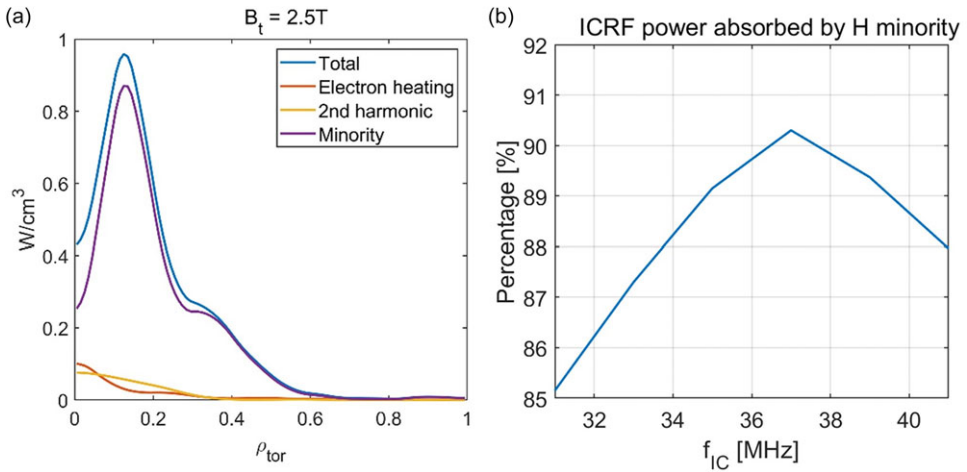 (a)
B_t = 2.5T
Total
Electron heating
2nd harmonic
Minority
1
0.8
0.6
0.4
0.2
0
W/cm^3
0 0.2 0.4 0.6 0.8 1
ρ_tor
(b)
ICRF power absorbed by H minority
92
91
90
89
88
87
86
85
Percentage [%]
32 34 36 38 40
f_IC [MHz]